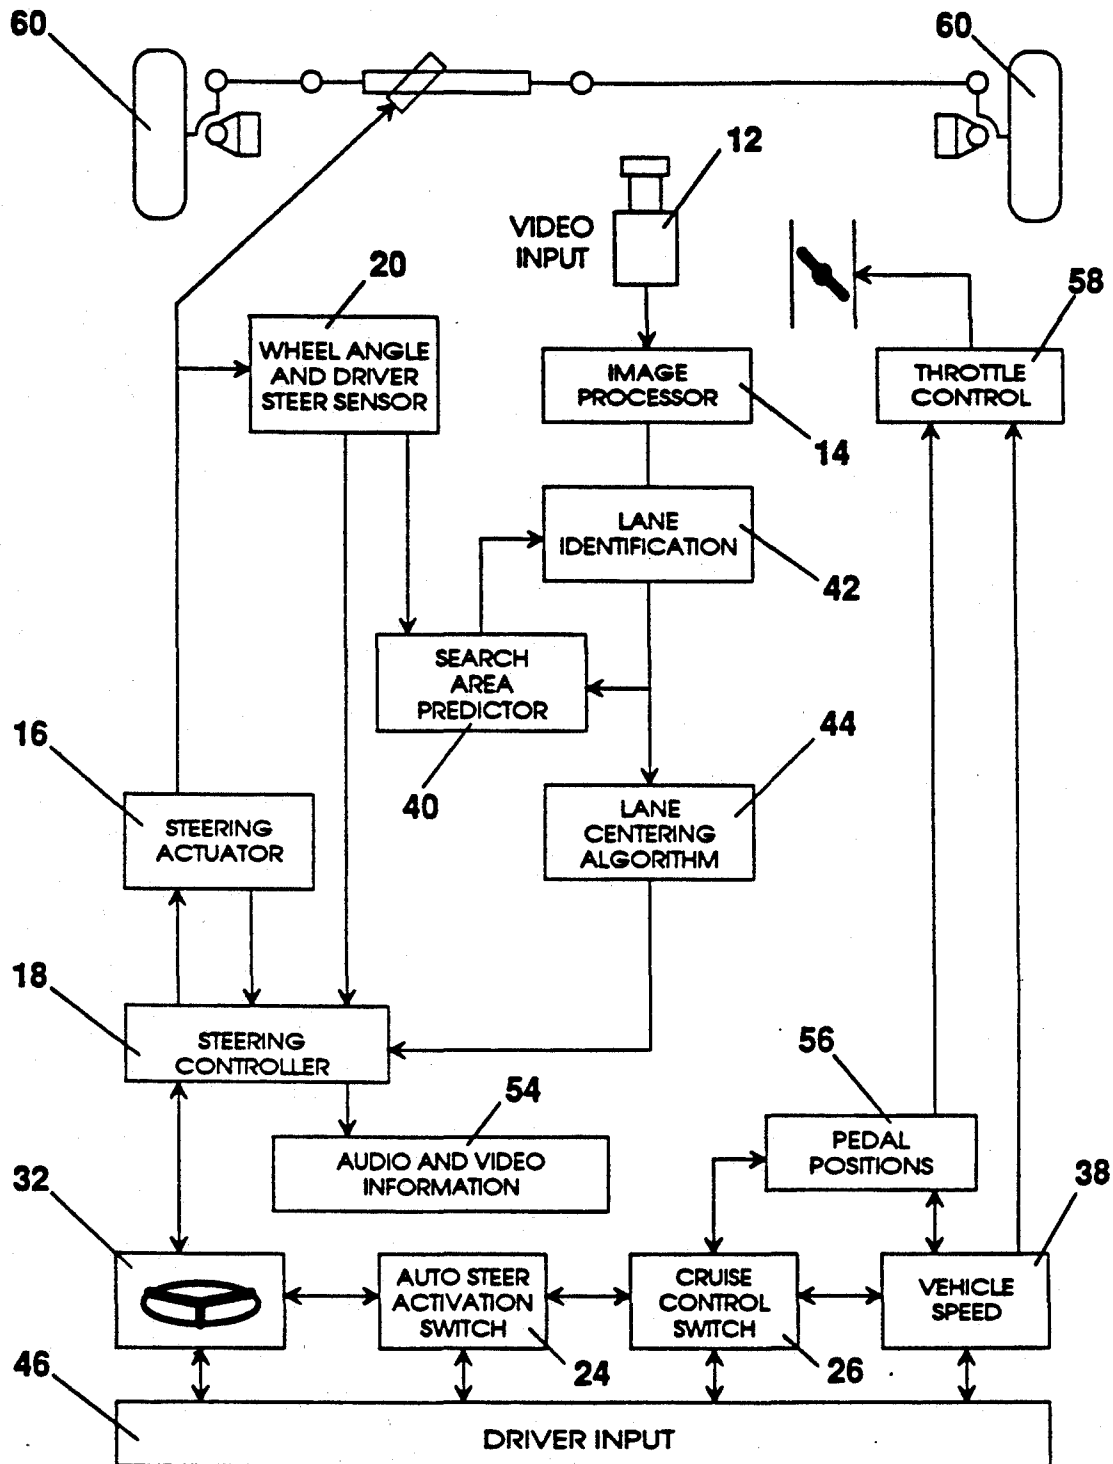 60
60
12
VIDEO
INPUT
20
58
WHEEL ANGLE
AND DRIVER
STEER SENSOR
IMAGE
PROCESSOR
THROTTLE
CONTROL
14
LANE
IDENTIFICATION
42
SEARCH
AREA
PREDICTOR
16
44
40
STEERING
ACTUATOR
LANE
CENTERING
ALGORITHM
18
STEERING
CONTROLLER
56
54
PEDAL
POSITIONS
AUDIO AND VIDEO
INFORMATION
32
38
AUTO STEER
ACTIVATION
SWITCH
CRUISE
CONTROL
SWITCH
VEHICLE
SPEED
46
24
26
DRIVER INPUT